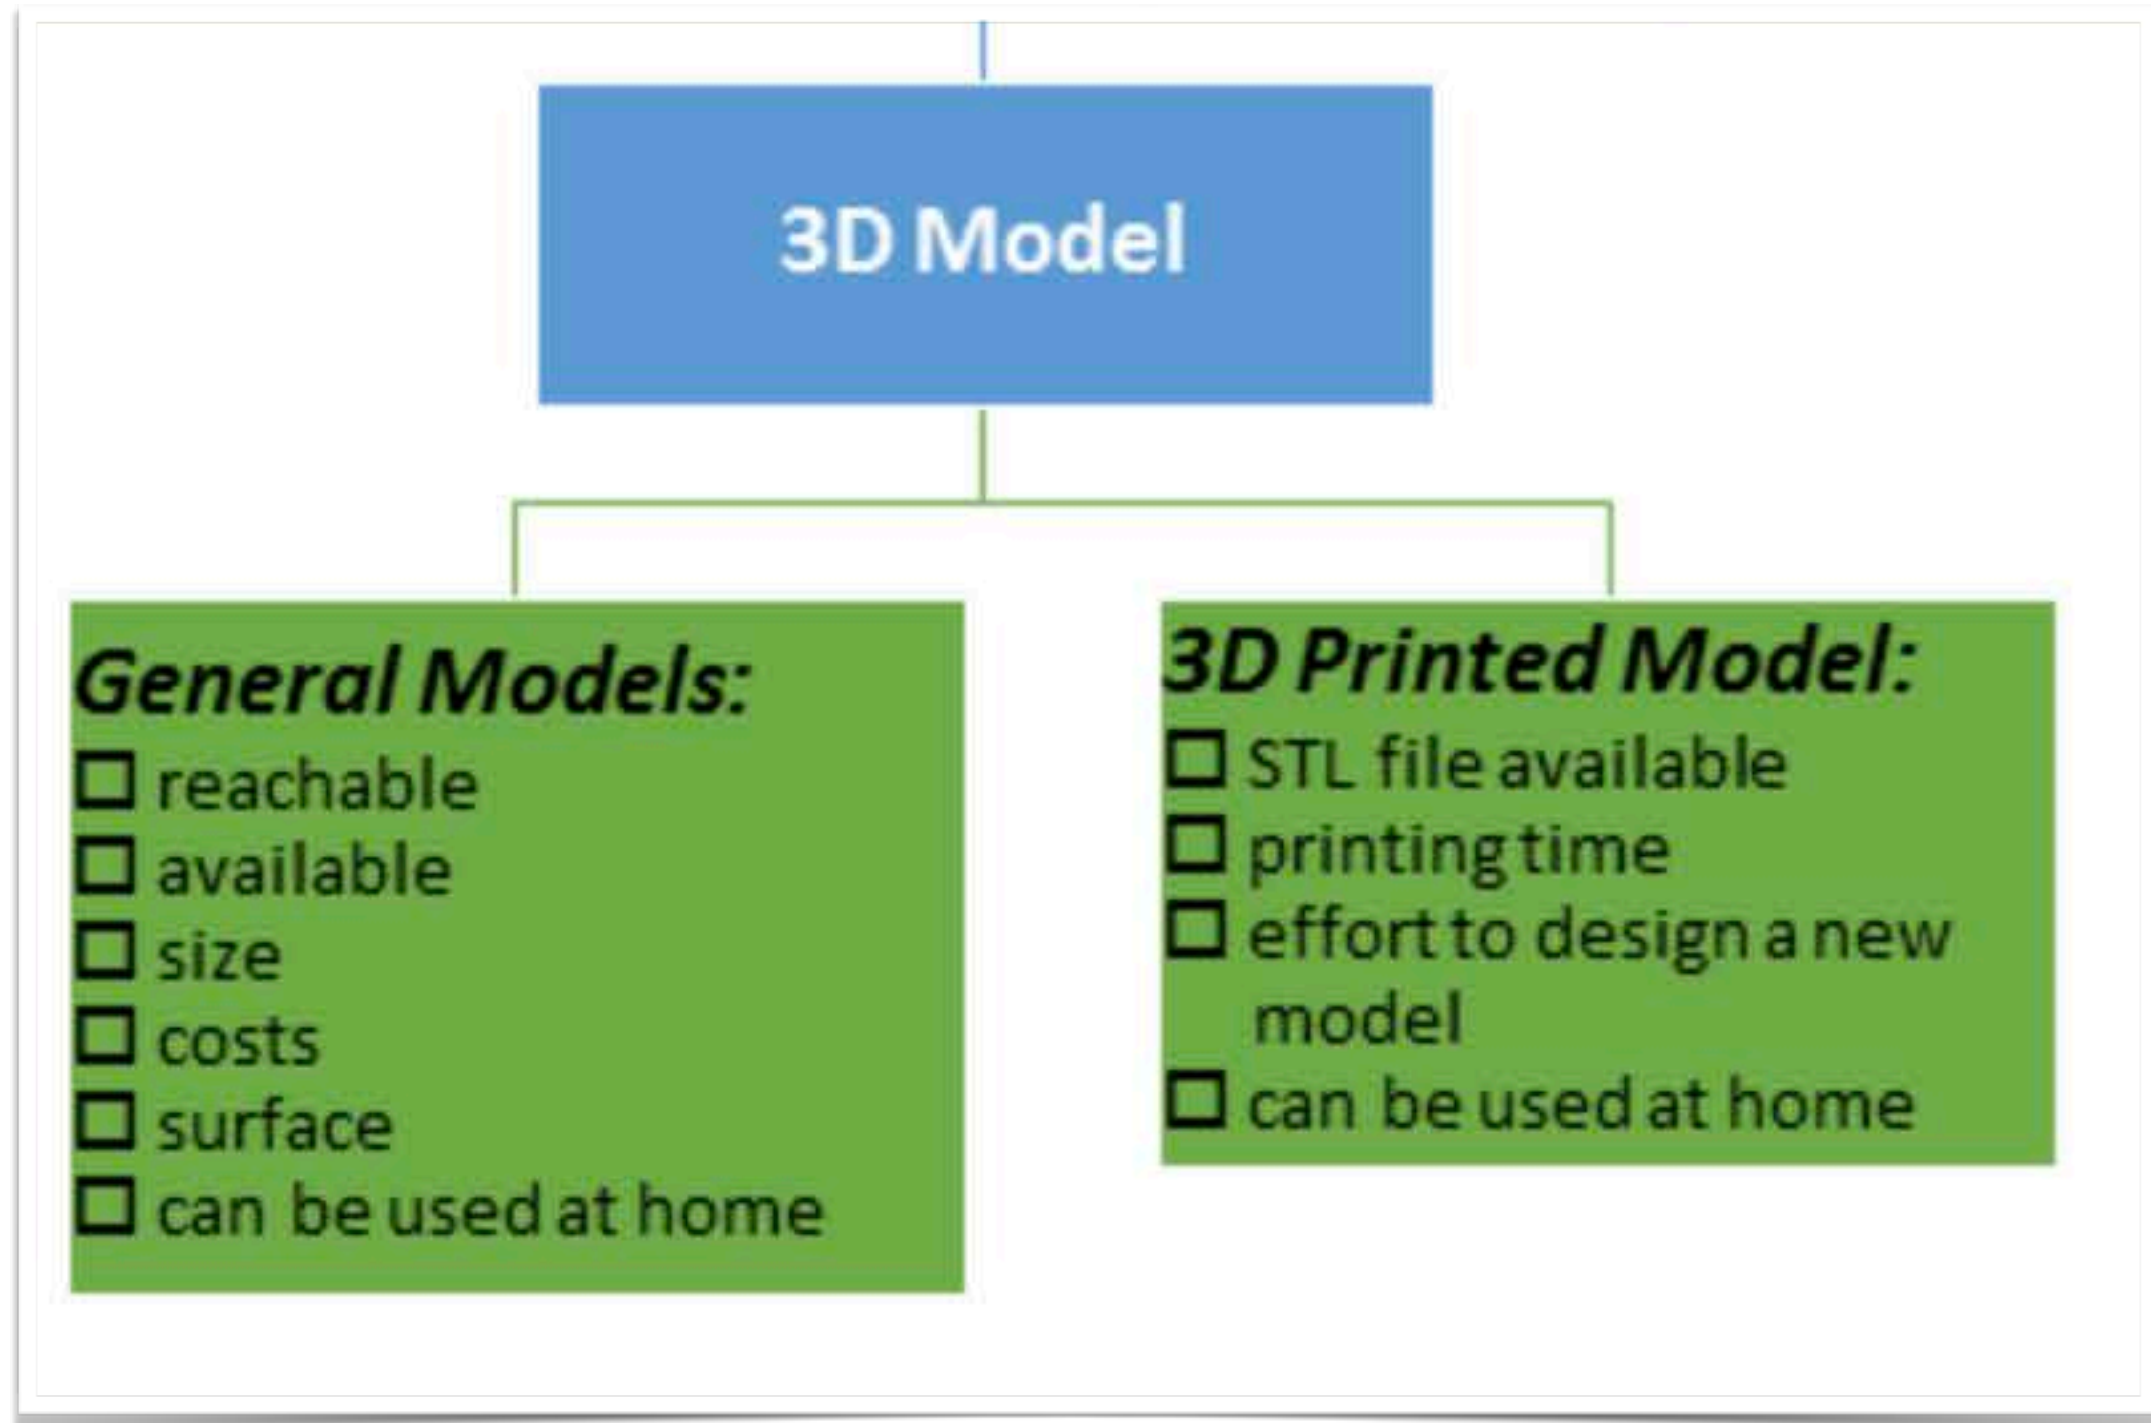 3D Model
General Models:
☐ reachable
☐ available
☐ size
☐ costs
☐ surface
☐ can be used at home
3D Printed Model:
☐ STL file available
☐ printing time
☐ effort to design a new
model
☐ can be used at home